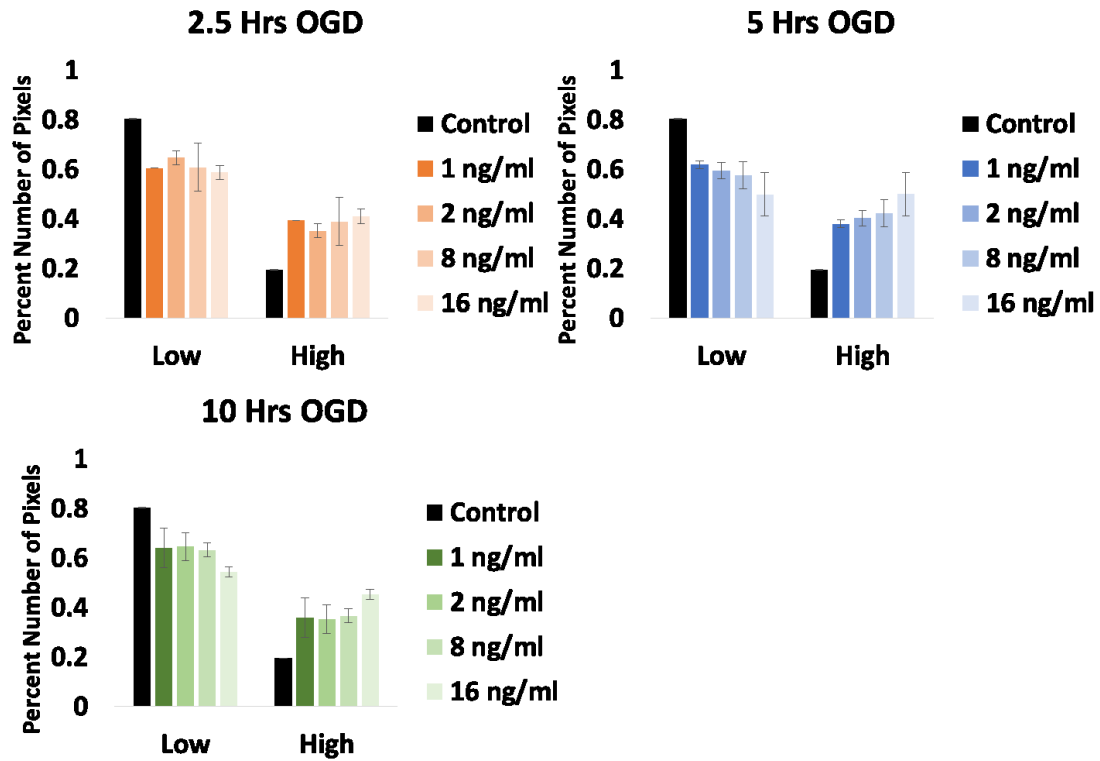 2.5 Hrs OGD
Percent Number of Pixels
1
0.8
0.6
0.4
0.2
0
Low High
Control
1 ng/ml
2 ng/ml
8 ng/ml
16 ng/ml
5 Hrs OGD
Percent Number of Pixels
1
0.8
0.6
0.4
0.2
0
Low High
Control
1 ng/ml
2 ng/ml
8 ng/ml
16 ng/ml
10 Hrs OGD
Percent Number of Pixels
1
0.8
0.6
0.4
0.2
0
Low High
Control
1 ng/ml
2 ng/ml
8 ng/ml
16 ng/ml